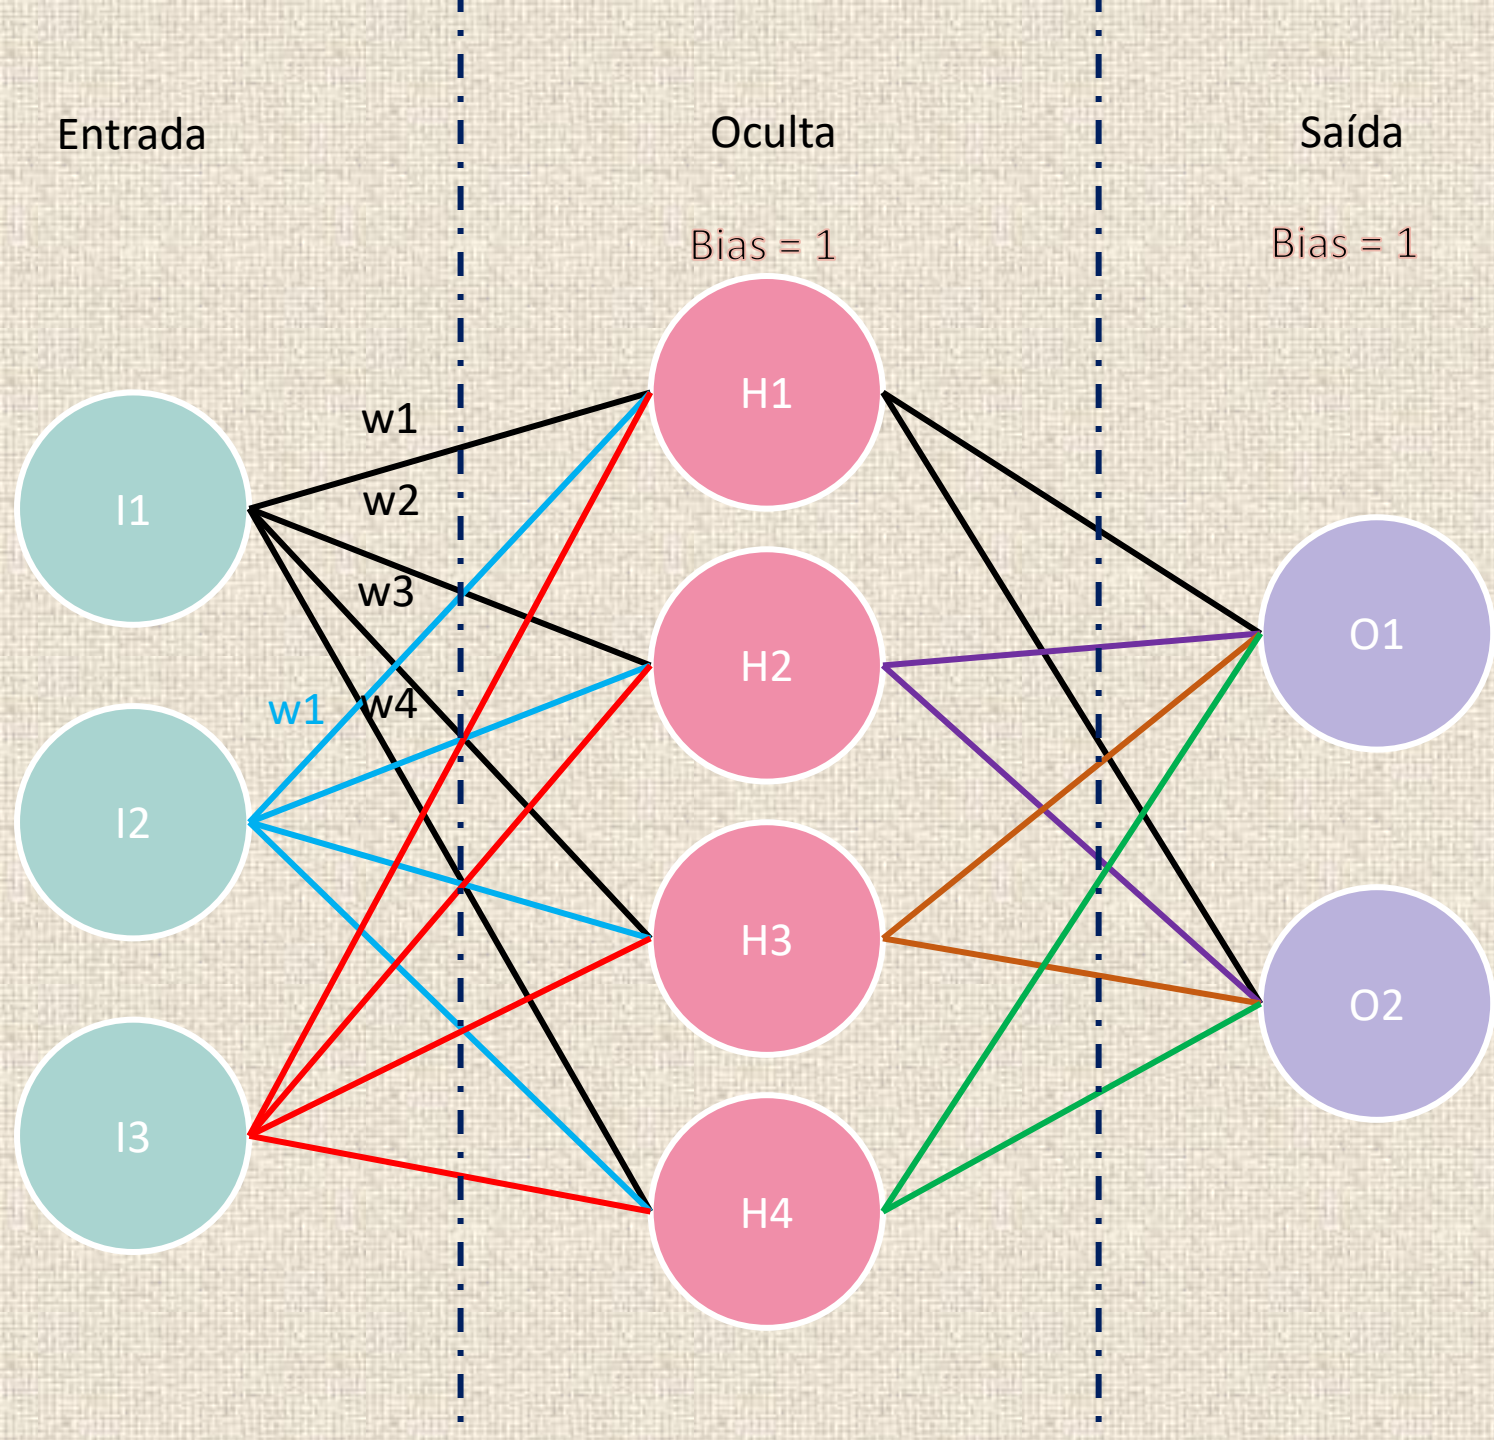 Entrada
Oculta
Saída
Bias = 1
Bias = 1
w1
w2
w3
w4
w1
I1
I2
I3
H1
H2
H3
H4
O1
O2